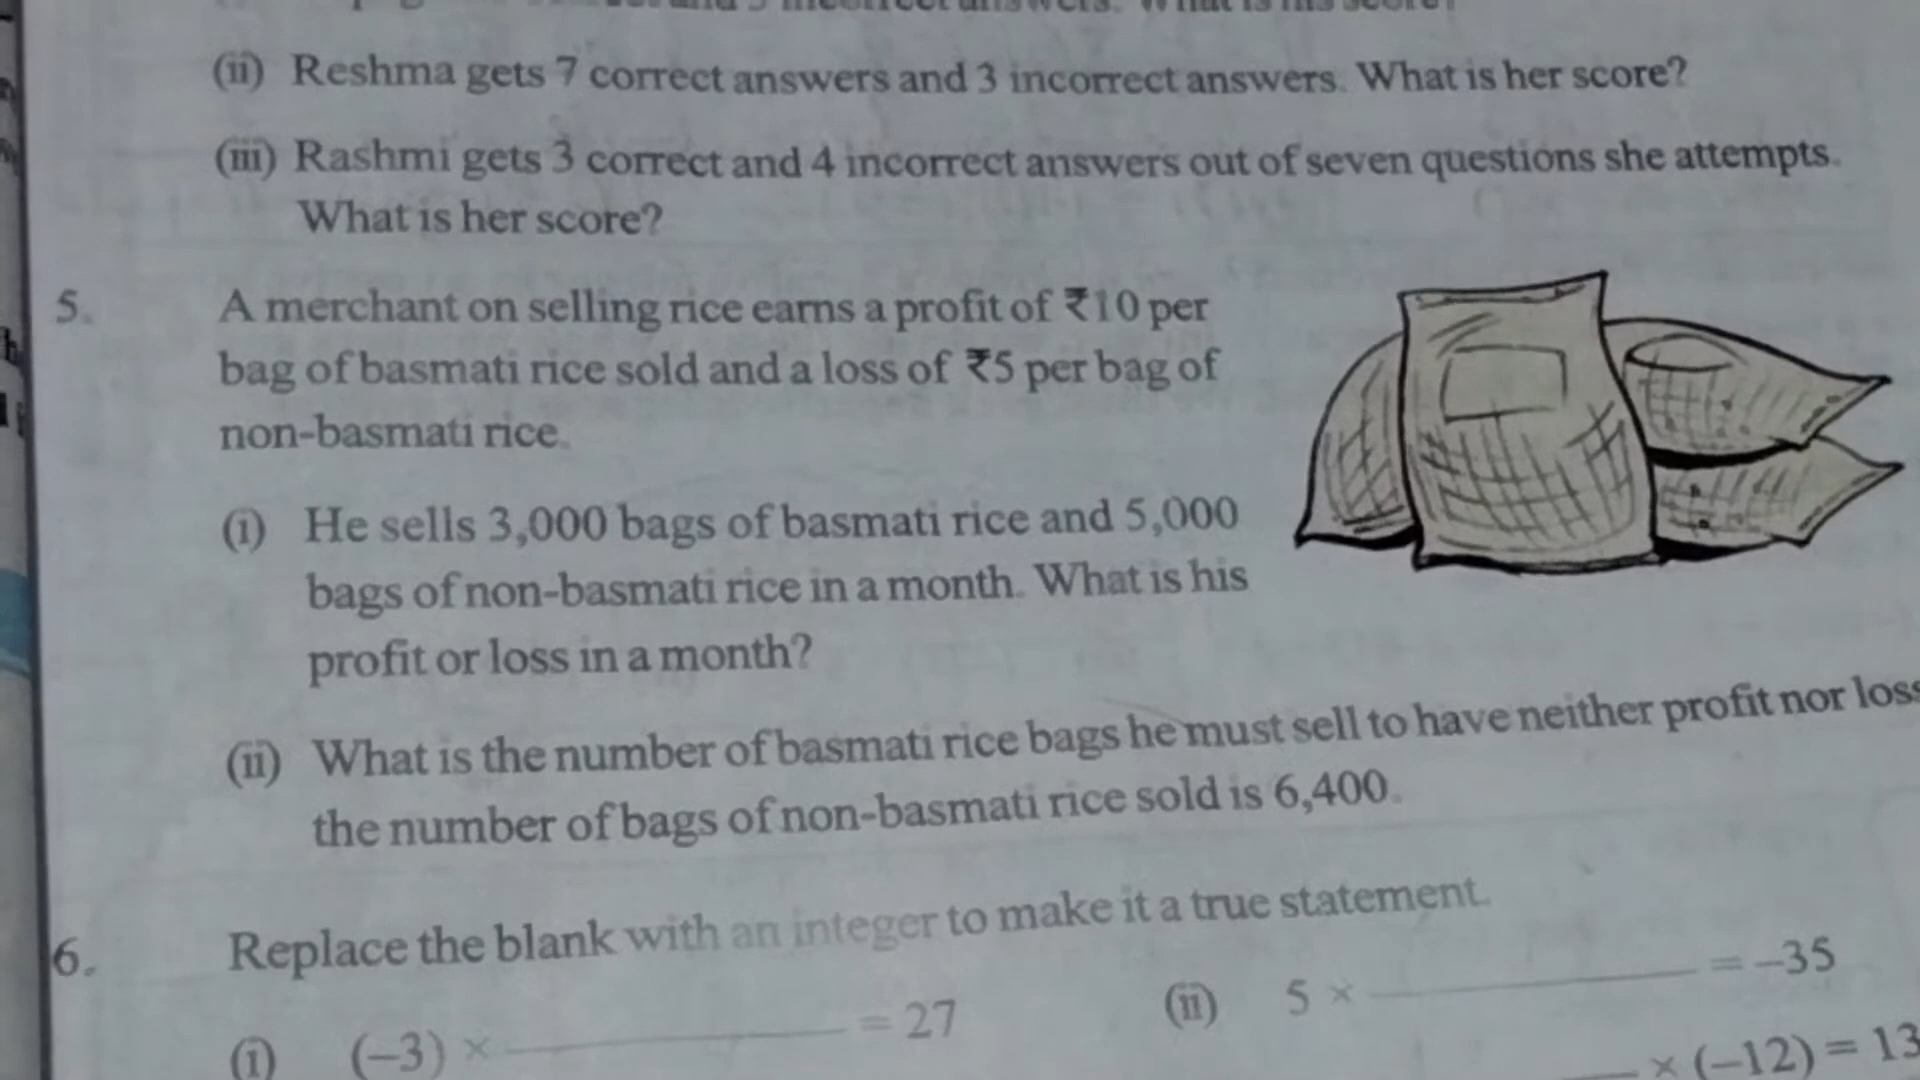 (ii) Reshma gets 7 correct answers and 3 incorrect answers. What is her score?
(iii) Rashmi gets 3 correct and 4 incorrect answers out of seven questions she attempts.
What is her score?
5. A merchant on selling rice earns a profit of ₹10 per
bag of basmati rice sold and a loss of ₹5 per bag of
non-basmati rice.
(i) He sells 3,000 bags of basmati rice and 5,000
bags of non-basmati rice in a month. What is his
profit or loss in a month?
(ii) What is the number of basmati rice bags he must sell to have neither profit nor loss
the number of bags of non-basmati rice sold is 6,400.
6. Replace the blank with an integer to make it a true statement.
(i) (–3) × ________ = 27 (ii) 5 × ________ = –35
____ × (–12) = 13